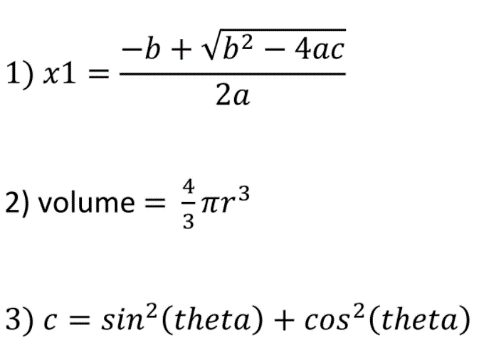 1) x1 = (-b + √(b² − 4ac)) / (2a)
2) volume = 4/3 πr³
3) c = sin²(theta) + cos²(theta)